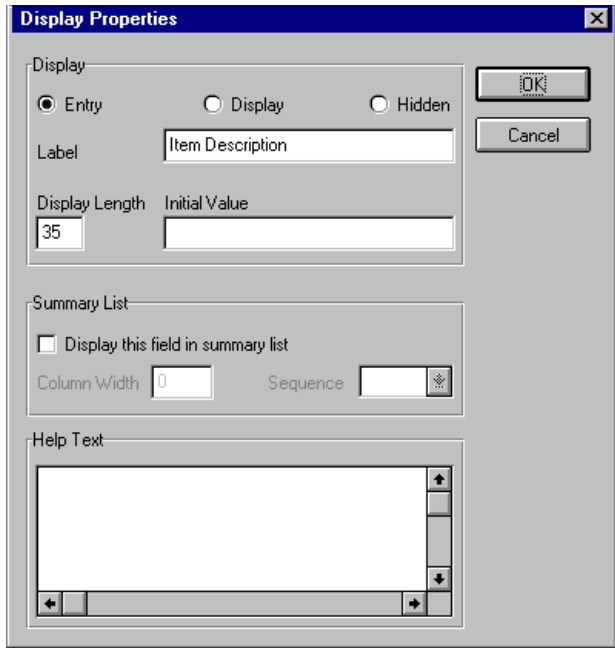 Display Properties
Display
OK
Entry Display Hidden
Cancel
Label Item Description
Display Length Initial Value
35
Summary List
Display this field in summary list
Column Width 0 Sequence
Help Text